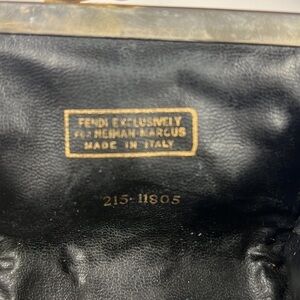 FENDI EXCLUSIVELY
FOR NEIMAN-MARCUS
MADE IN ITALY
215-11805